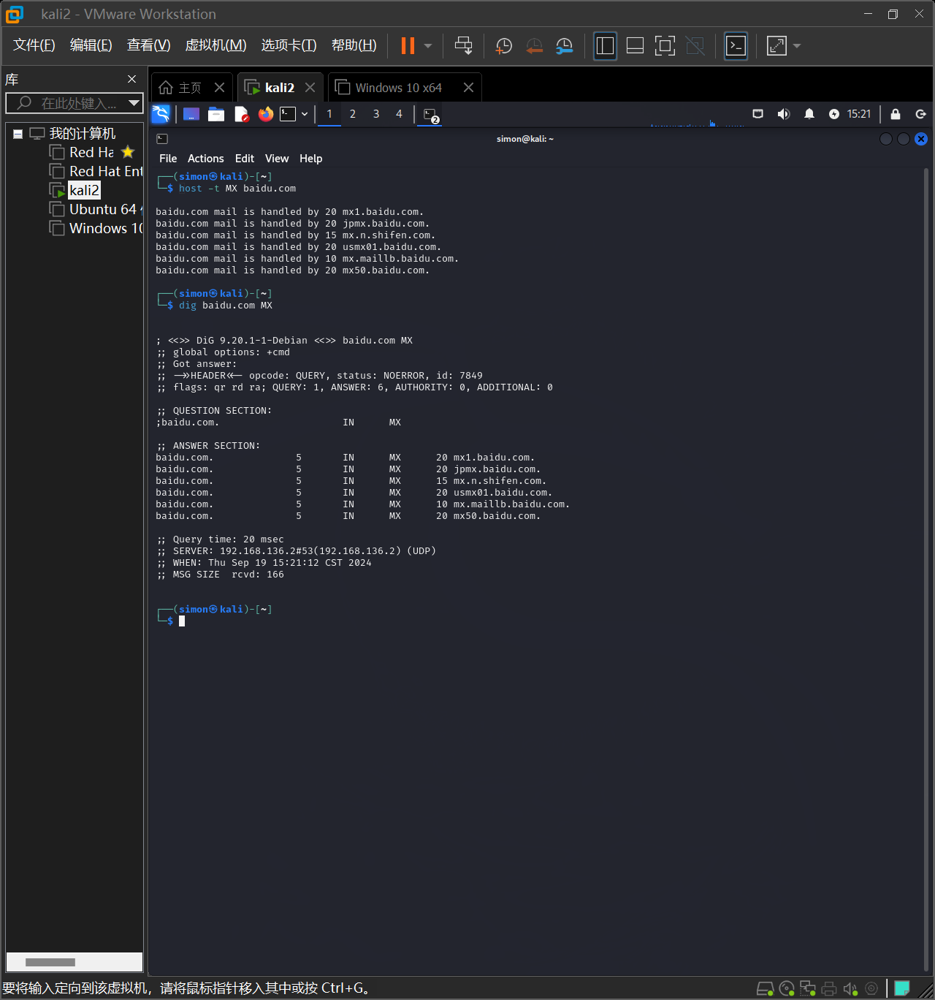 kali2 - VMware Workstation
文件(F) 编辑(E) 查看(V) 虚拟机(M) 选项卡(T) 帮助(H)
库
在此处键入...
主页 kali2 Windows 10 x64
1 2 3 4 2 15:21
我的计算机
Red Ha
Red Hat Ent
kali2
Ubuntu 64
Windows 10
simon@kali: ~
File Actions Edit View Help
┌──(simon㉿kali)-[~]
└─$ host -t MX baidu.com
baidu.com mail is handled by 20 mx1.baidu.com.
baidu.com mail is handled by 20 jpmx.baidu.com.
baidu.com mail is handled by 15 mx.n.shifen.com.
baidu.com mail is handled by 20 usmx01.baidu.com.
baidu.com mail is handled by 10 mx.maillb.baidu.com.
baidu.com mail is handled by 20 mx50.baidu.com.
┌──(simon㉿kali)-[~]
└─$ dig baidu.com MX
; <<>> DiG 9.20.1-1-Debian <<>> baidu.com MX
;; global options: +cmd
;; Got answer:
;; ->>HEADER<<- opcode: QUERY, status: NOERROR, id: 7849
;; flags: qr rd ra; QUERY: 1, ANSWER: 6, AUTHORITY: 0, ADDITIONAL: 0
;; QUESTION SECTION:
;baidu.com. IN MX
;; ANSWER SECTION:
baidu.com. 5 IN MX 20 mx1.baidu.com.
baidu.com. 5 IN MX 20 jpmx.baidu.com.
baidu.com. 5 IN MX 15 mx.n.shifen.com.
baidu.com. 5 IN MX 20 usmx01.baidu.com.
baidu.com. 5 IN MX 10 mx.maillb.baidu.com.
baidu.com. 5 IN MX 20 mx50.baidu.com.
;; Query time: 20 msec
;; SERVER: 192.168.136.2#53(192.168.136.2) (UDP)
;; WHEN: Thu Sep 19 15:21:12 CST 2024
;; MSG SIZE rcvd: 166
┌──(simon㉿kali)-[~]
└─$
要将输入定向到该虚拟机，请将鼠标指针移入其中或按 Ctrl+G。